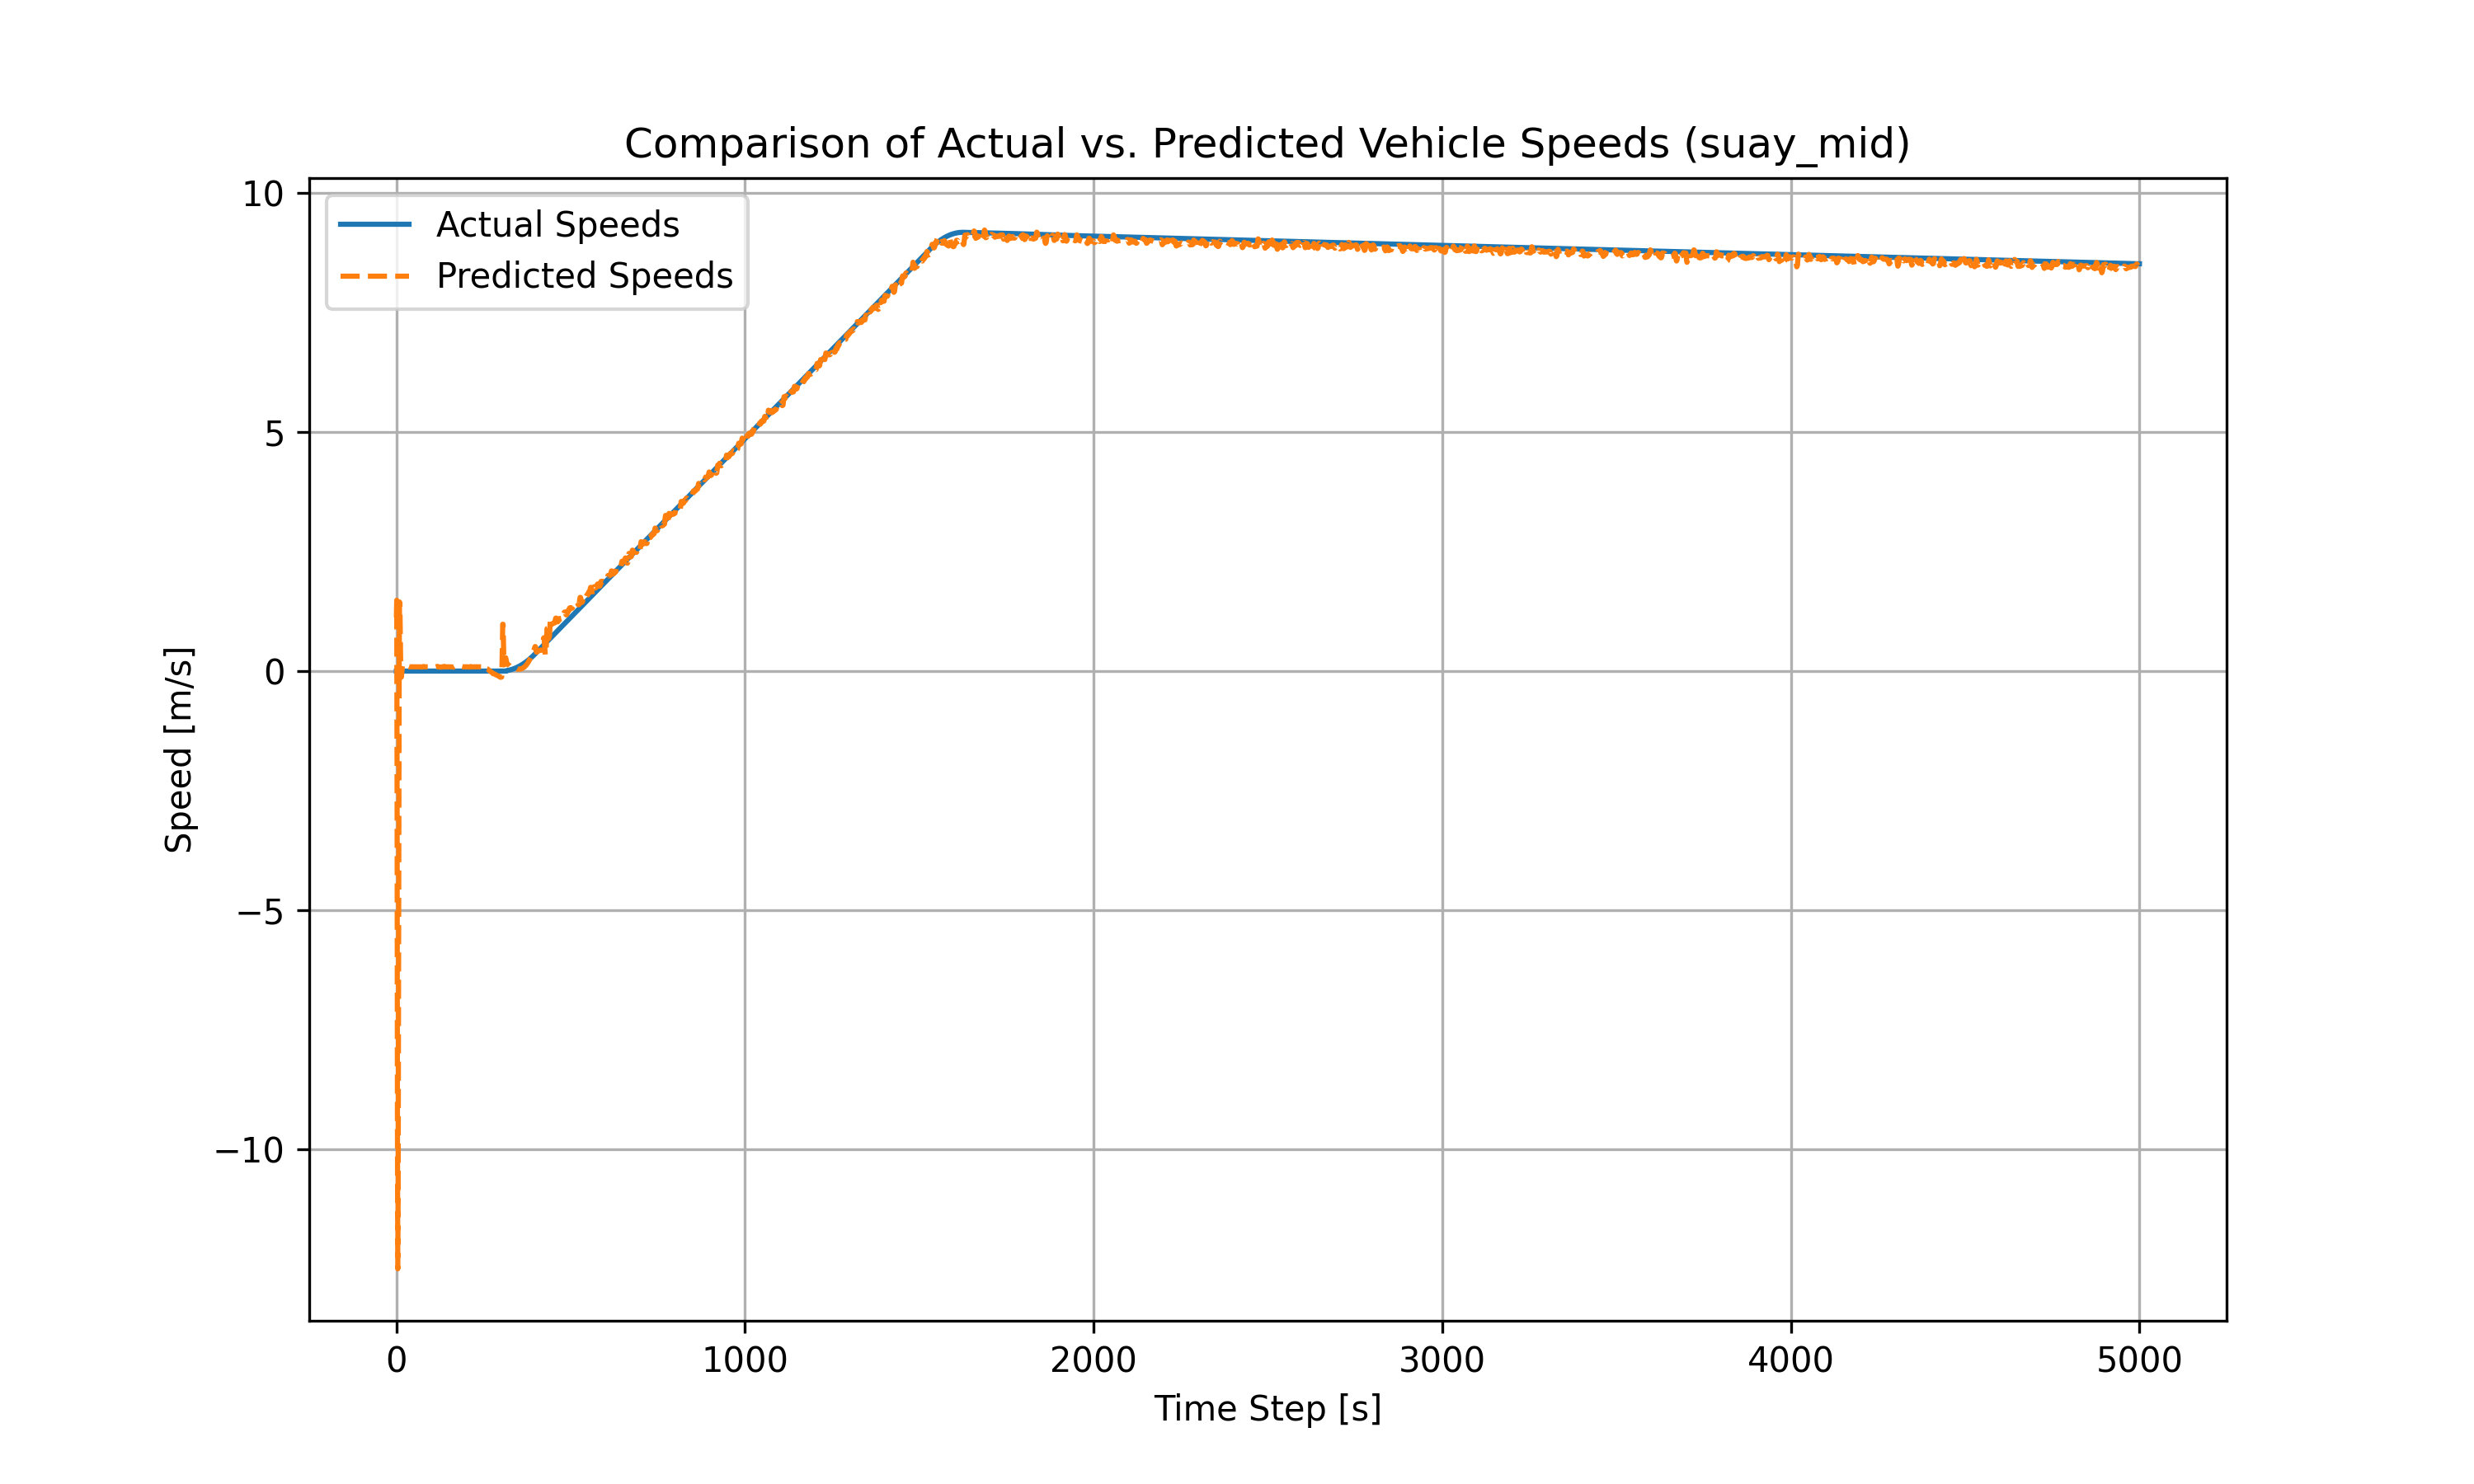 Comparison of Actual vs. Predicted Vehicle Speeds (suay_mid)
Actual Speeds
Predicted Speeds
10
5
0
−5
−10
Speed [m/s]
0 1000 2000 3000 4000 5000
Time Step [s]